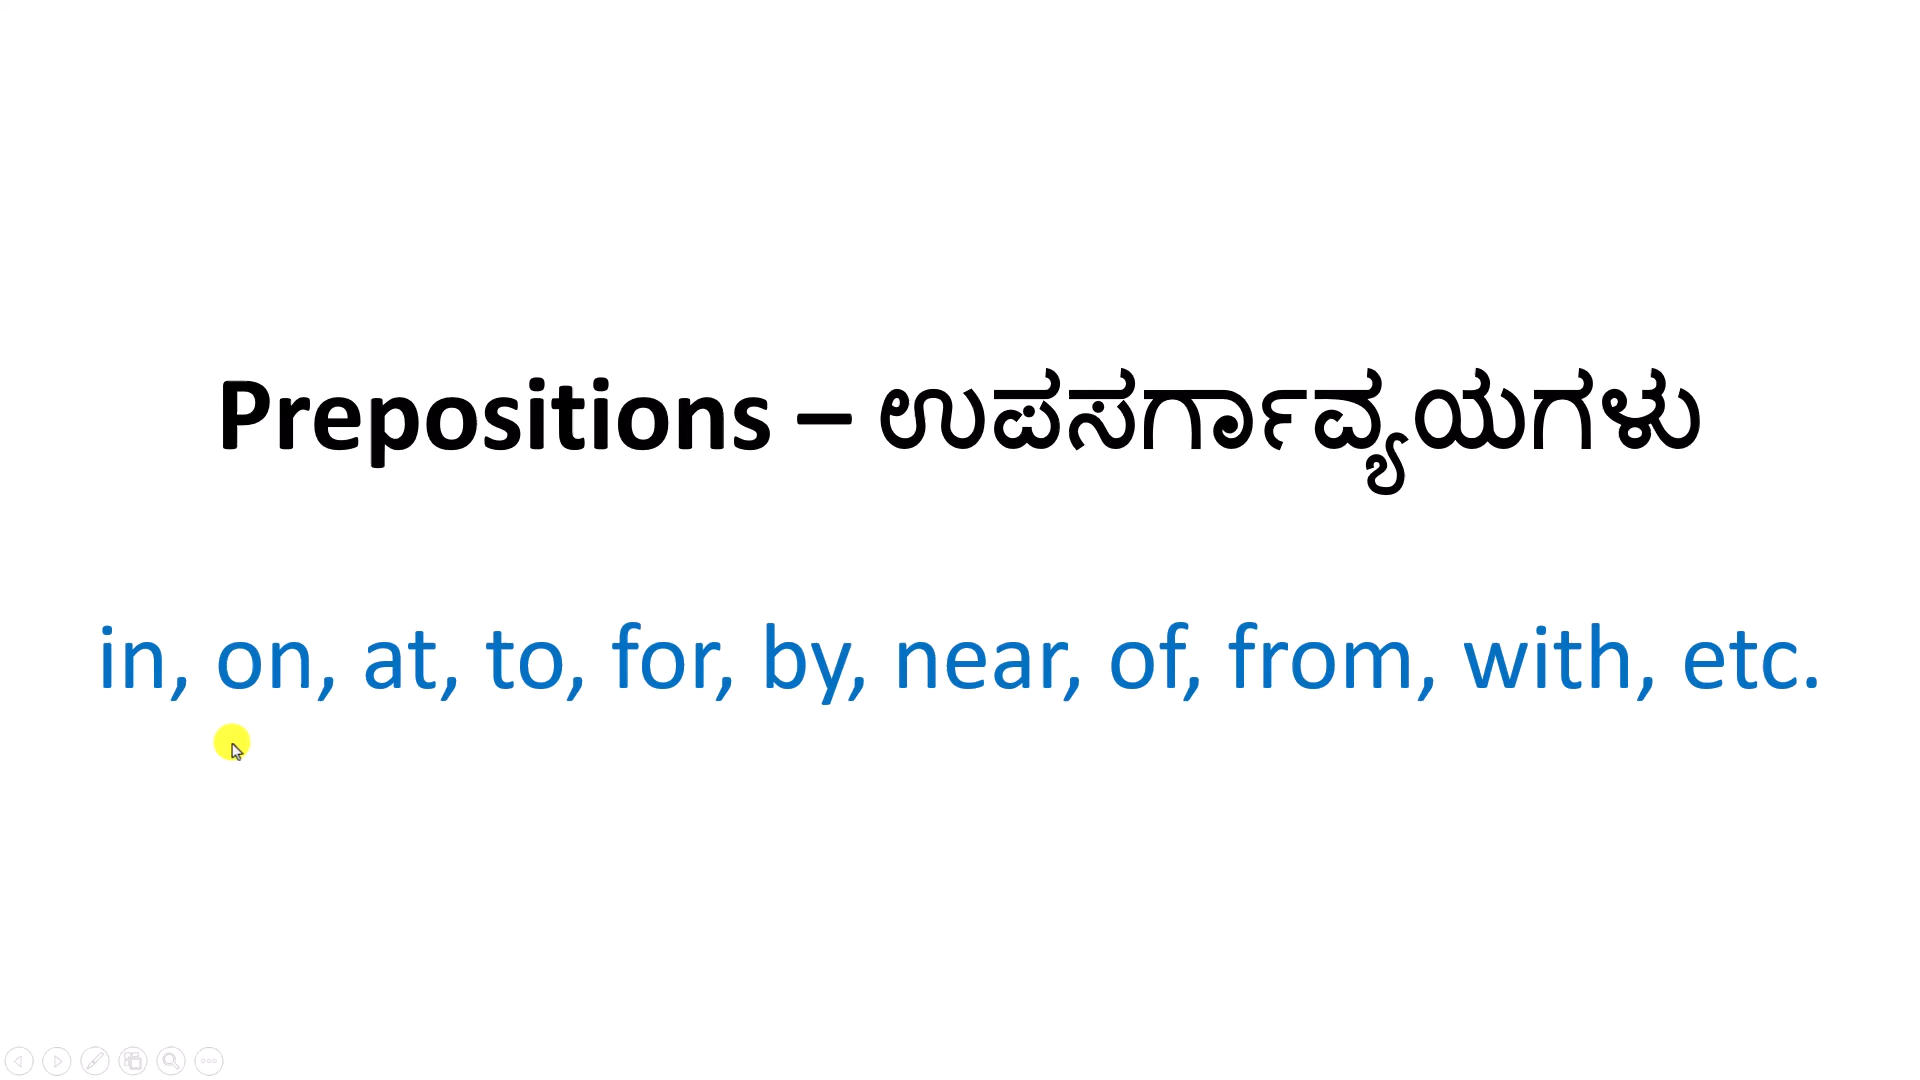 Prepositions – ಉಪಸರ್ಗಾವ್ಯಯಗಳು
in, on, at, to, for, by, near, of, from, with, etc.